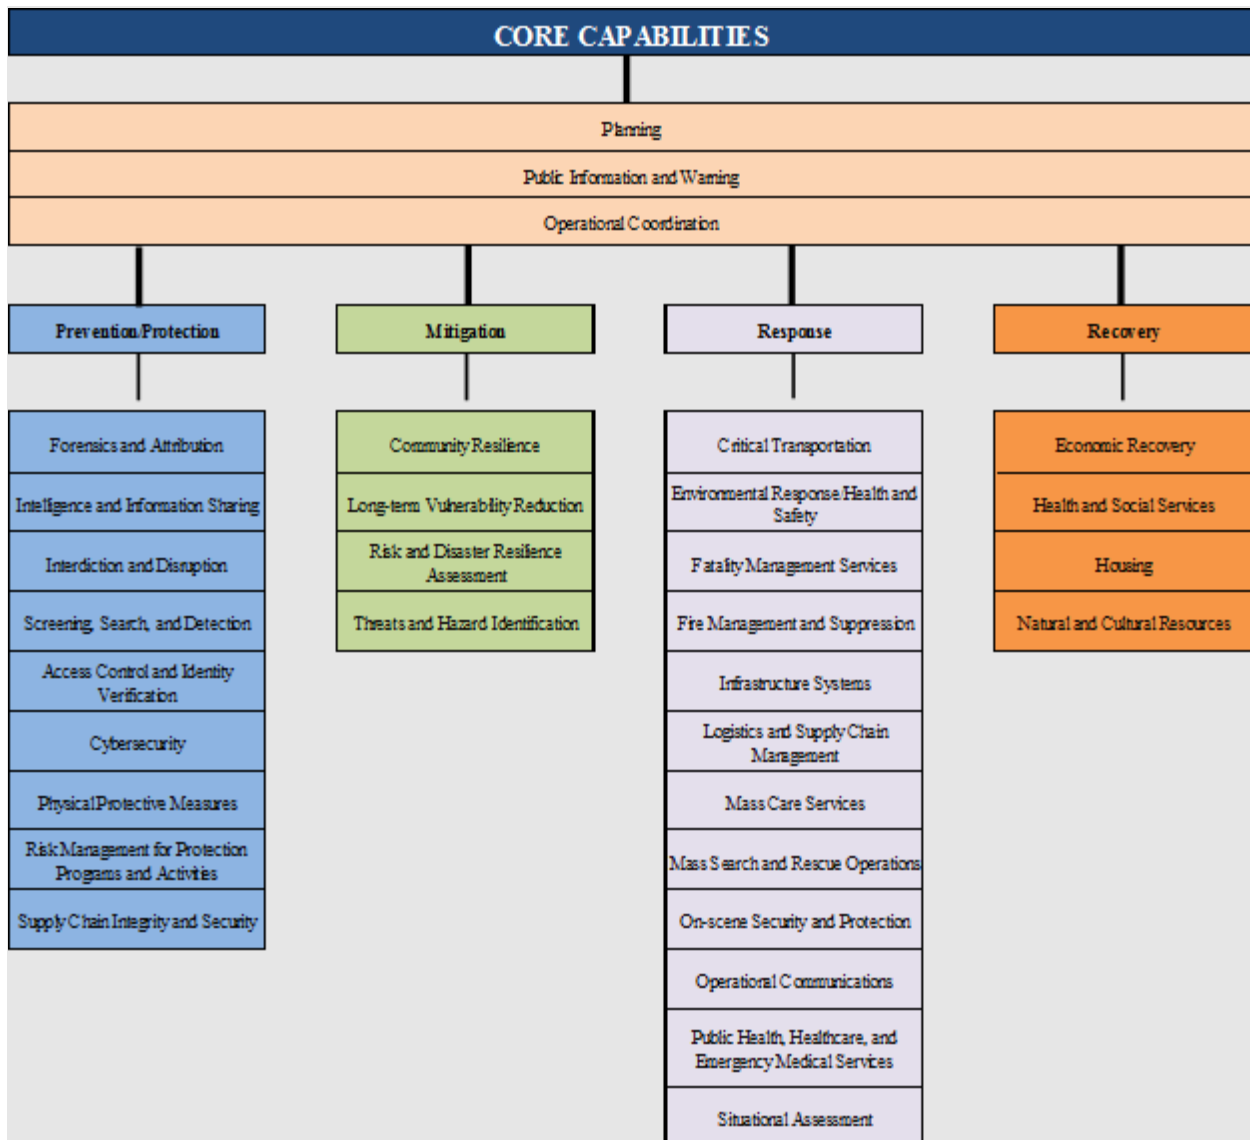 CORE CAPABILITIES
Planning
Public Information and Warning
Operational Coordination
Prevention/Protection
Mitigation
Response
Recovery
Forensics and Attribution
Intelligence and Information Sharing
Interdiction and Disruption
Screening, Search, and Detection
Access Control and Identity
Verification
Cybersecurity
Physical Protective Measures
Risk Management for Protection
Programs and Activities
Supply Chain Integrity and Security
Community Resilience
Long-term Vulnerability Reduction
Risk and Disaster Resilience
Assessment
Threats and Hazard Identification
Critical Transportation
Environmental Response/Health and
Safety
Fatality Management Services
Fire Management and Suppression
Infrastructure Systems
Logistics and Supply Chain
Management
Mass Care Services
Mass Search and Rescue Operations
On-scene Security and Protection
Operational Communications
Public Health, Healthcare, and
Emergency Medical Services
Situational Assessment
Economic Recovery
Health and Social Services
Housing
Natural and Cultural Resources